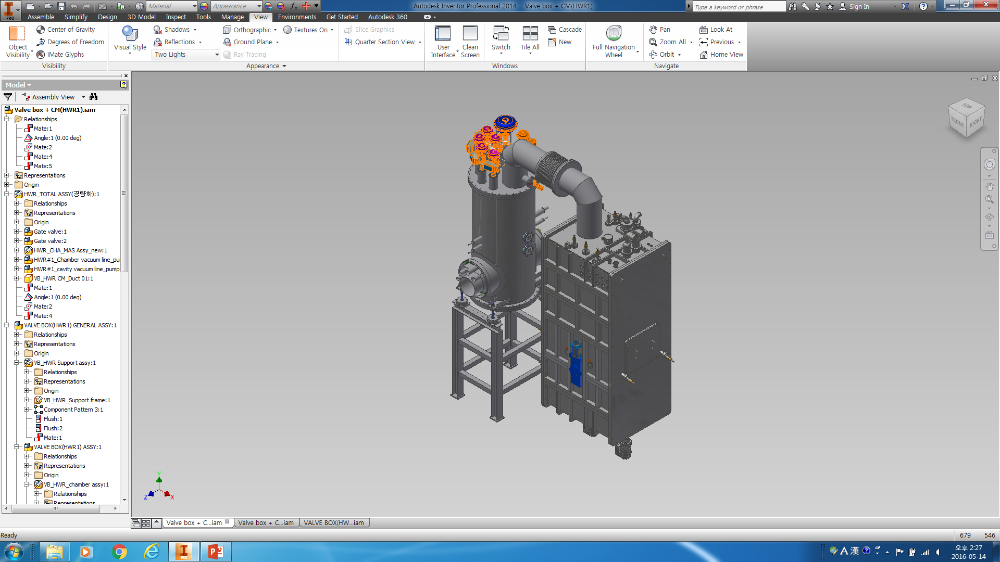 Material
Appearance
Autodesk Inventor Professional 2014 Valve box + CM(HWR1)
Type a keyword or phrase
Sign In
PRO
Assemble Simplify Design 3D Model Inspect Tools Manage View Environments Get Started Autodesk 360
Object Visibility
Center of Gravity
Degrees of Freedom
iMate Glyphs
Visibility
Visual Style
Shadows
Reflections
Two Lights
Orthographic
Ground Plane
Ray Tracing
Textures On
Appearance
Slice Graphics
Quarter Section View
User Interface
Clean Screen
Switch
Tile All
Cascade
New
Windows
Full Navigation Wheel
Pan
Zoom All
Orbit
Look At
Previous
Home View
Navigate
Model
Assembly View
Valve box + CM(HWR1).iam
Relationships
Mate:1
Angle:1 (0.00 deg)
Mate:2
Mate:4
Mate:5
Representations
Origin
HWR_TOTAL ASSY(경량화):1
Relationships
Representations
Origin
Gate valve:1
Gate valve:2
HWR_CHA_MAS Assy_new:1
HWR#1_Chamber vacuum line_pu
HWR#1_cavity vacuum line_pump
VB_HWR CM_Duct 01:1
Mate:1
Angle:1 (0.00 deg)
Mate:2
Mate:4
VALVE BOX(HWR1) GENERAL ASSY:1
Relationships
Representations
Origin
VB_HWR Support assy:1
Relationships
Representations
Origin
VB_HWR_Support frame:1
Component Pattern 3:1
Flush:1
Flush:2
Mate:1
VALVE BOX(HWR1) ASSY:1
Relationships
Representations
Origin
VB_HWR_chamber assy:1
Relationships
Representations
TOP
FRONT
RIGHT
Y
Z
X
Valve box + C...iam
Valve box + C...iam
VALVE BOX(HW...iam
Ready
679 546
PRO
A 漢
오후 2:27
2016-05-14